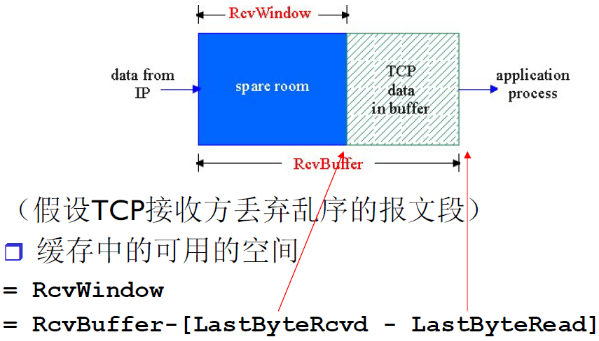 RcvWindow
data from
IP
spare room
TCP
data
in buffer
application
process
RcvBuffer
（假设TCP接收方丢弃乱序的报文段）
缓存中的可用的空间
= RcvWindow
= RcvBuffer-[LastByteRcvd - LastByteRead]